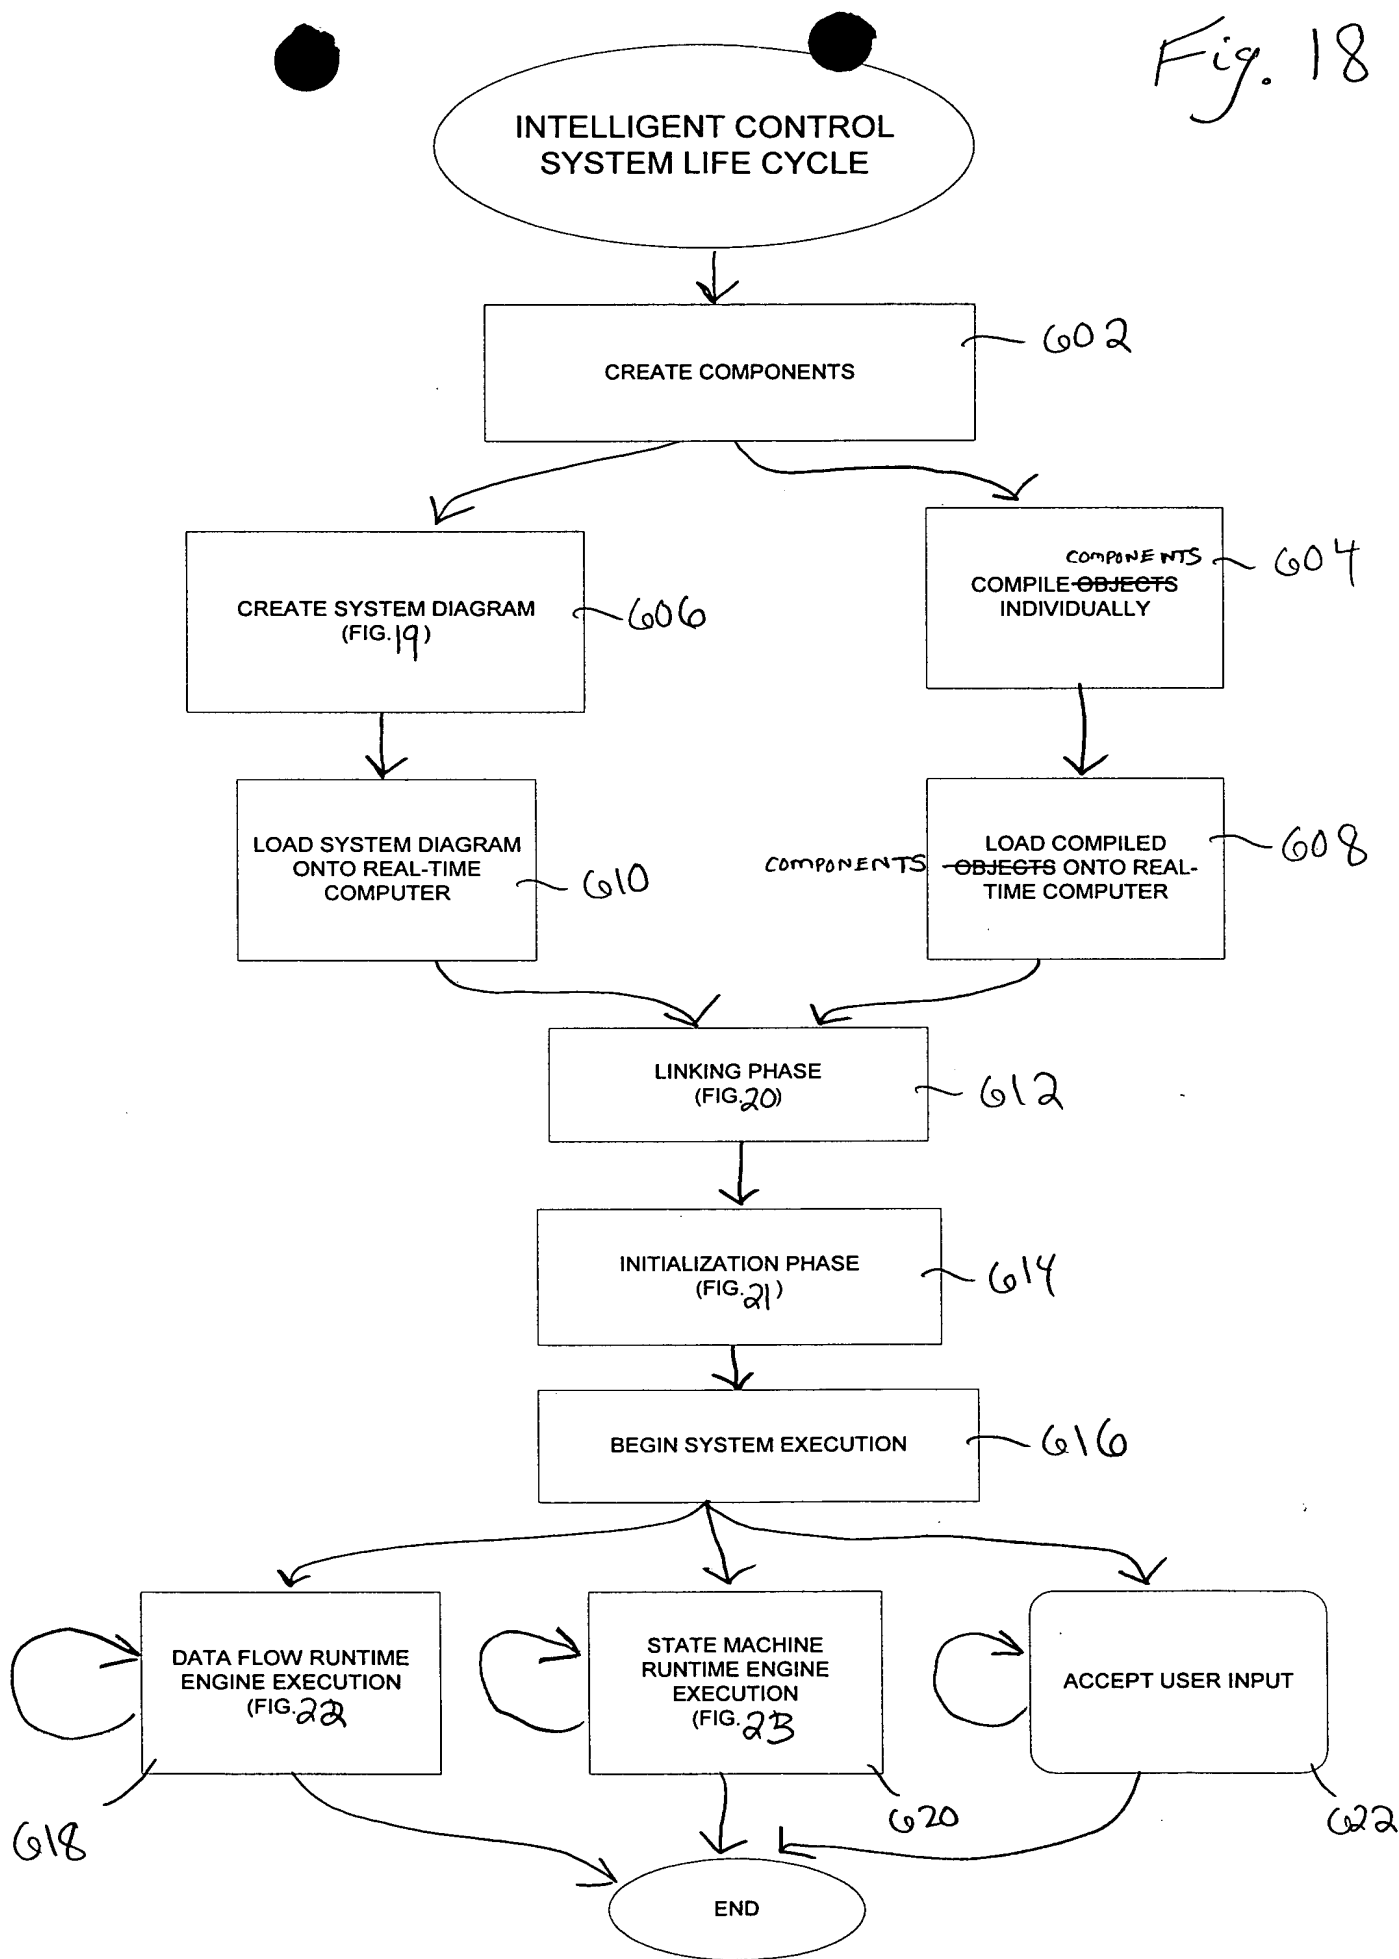 Fig. 18
INTELLIGENT CONTROL
SYSTEM LIFE CYCLE
602
CREATE COMPONENTS
COMPONENTS
604
COMPILE OBJECTS
INDIVIDUALLY
CREATE SYSTEM DIAGRAM
(FIG. 19)
606
LOAD SYSTEM DIAGRAM
ONTO REAL-TIME
COMPUTER
610
COMPONENTS
LOAD COMPILED
OBJECTS ONTO REAL-
TIME COMPUTER
608
LINKING PHASE
(FIG. 20)
612
INITIALIZATION PHASE
(FIG. 21)
614
BEGIN SYSTEM EXECUTION
616
DATA FLOW RUNTIME
ENGINE EXECUTION
(FIG. 22)
618
STATE MACHINE
RUNTIME ENGINE
EXECUTION
(FIG. 23
620
ACCEPT USER INPUT
622
END